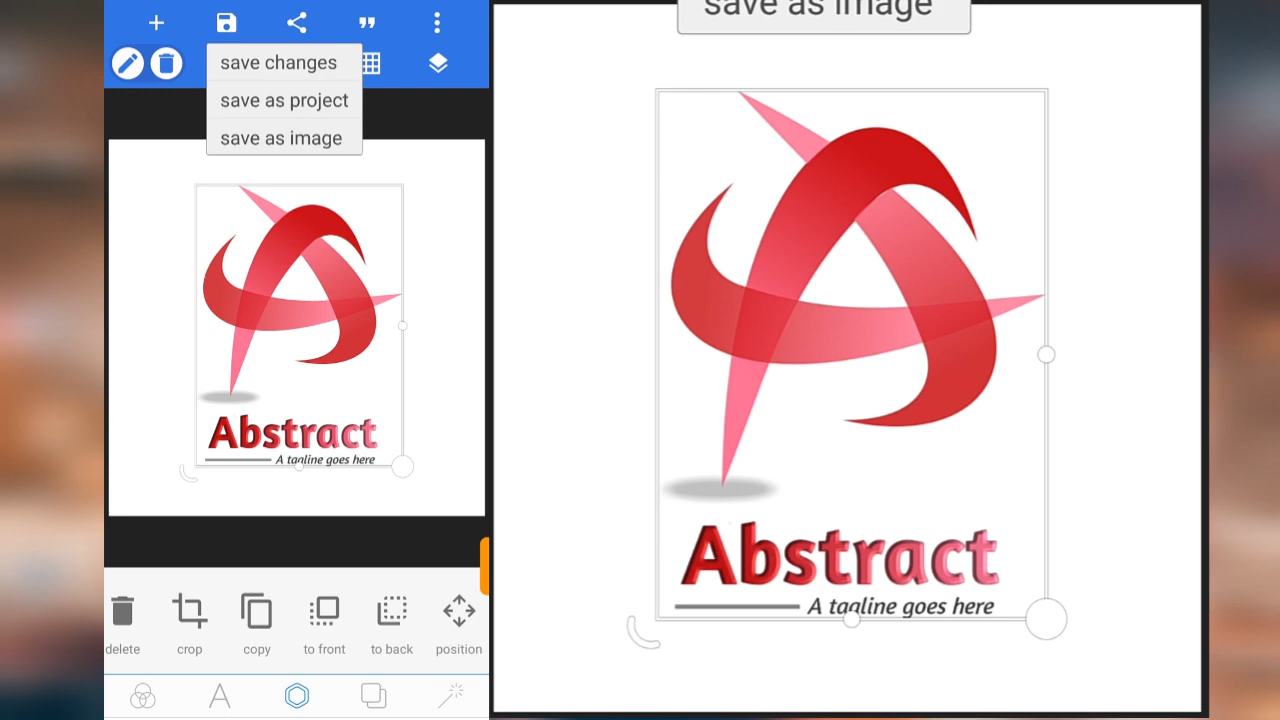 save changes
save as project
save as image
Abstract
A tagline goes here
delete
crop
copy
to front
to back
position
save as image
Abstract
A tagline goes here